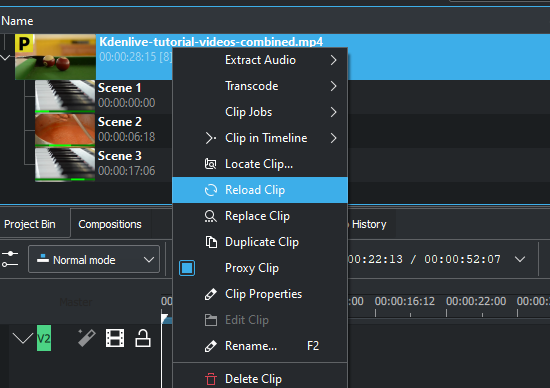 Name
P
Kdenlive-tutorial-videos-combined.mp4
00:00:28:15 [8]
Scene 1
00:00:00:00
Scene 2
00:00:06:18
Scene 3
00:00:17:06
Extract Audio
Transcode
Clip Jobs
Clip in Timeline
Locate Clip...
Reload Clip
Replace Clip
Duplicate Clip
Proxy Clip
Clip Properties
Edit Clip
Rename... F2
Delete Clip
Project Bin Compositions History
Normal mode :00:22:13 / 00:00:52:07
00 :00 00:00:16:12 00:00:22:00 00:00
V2